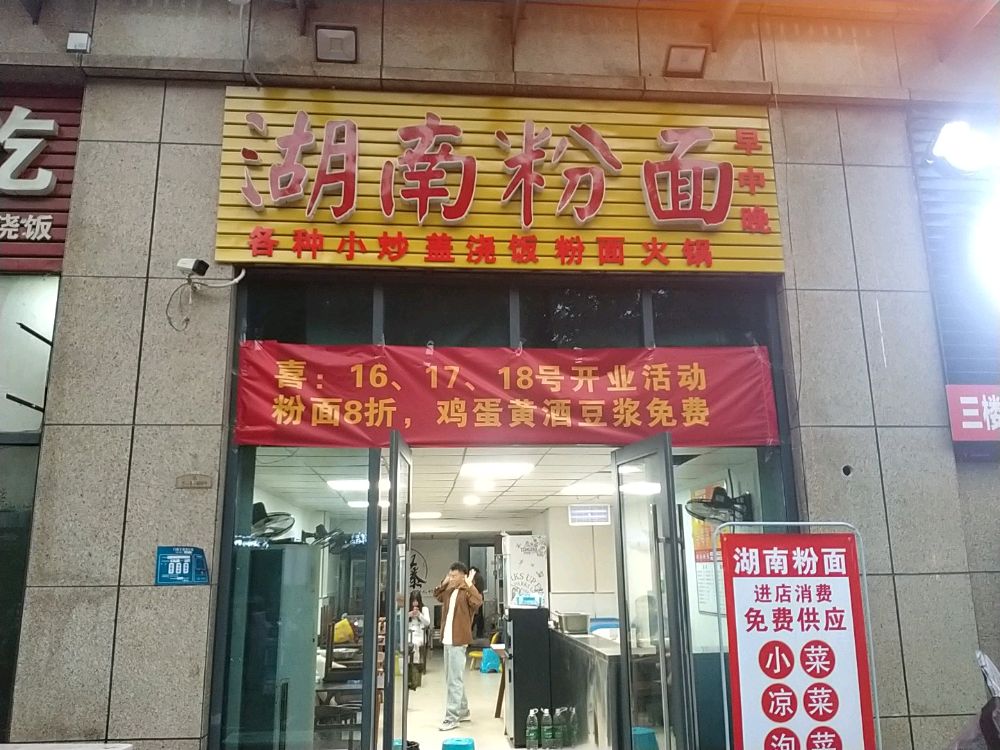 湖南粉面
早中晚
各种小炒盖浇饭粉面火锅
喜：16、17、18号开业活动
粉面8折，鸡蛋黄酒豆浆免费
吃
浇饭
三楼
湖南粉面
进店消费
免费供应
小菜
凉菜
泡菜